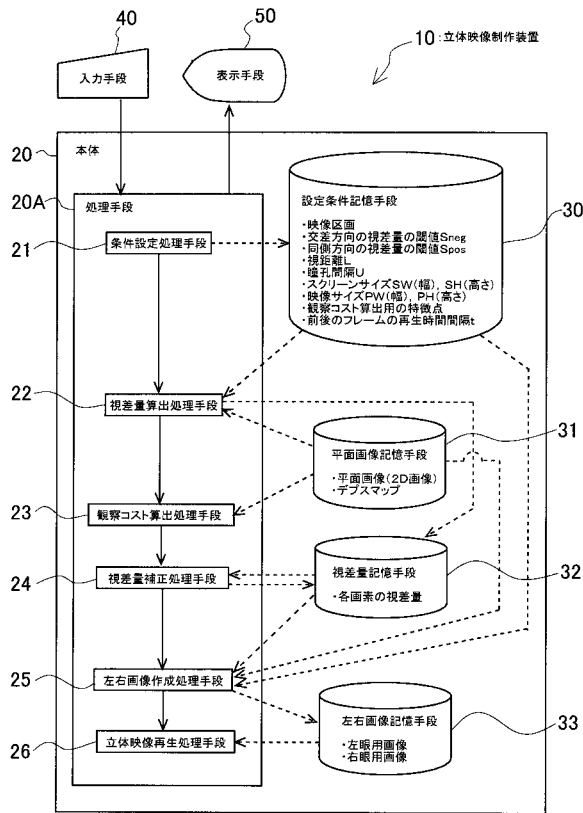 40
50
10:立体映像制作装置
入力手段
表示手段
20
本体
20A
処理手段
21
条件設定処理手段
設定条件記憶手段
・映像区画
・交差方向の視差量の閾値Sneg
・同側方向の視差量の閾値Spos
・視距離L
・瞳孔間隔U
・スクリーンサイズSW(幅), SH(高さ)
・映像サイズPW(幅), PH(高さ)
・観察コスト算出用の特徴点
・前後のフレームの再生時間間隔t
30
22
視差量算出処理手段
31
平面画像記憶手段
・平面画像(2D画像)
・デプスマップ
23
観察コスト算出処理手段
24
視差量補正処理手段
視差量記憶手段
・各画素の視差量
32
25
左右画像作成処理手段
26
立体映像再生処理手段
左右画像記憶手段
・左眼用画像
・右眼用画像
33